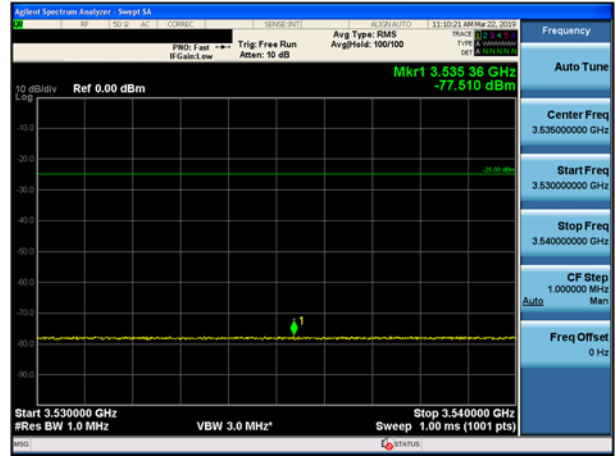 Agilent Spectrum Analyzer - Swept SA
RF 50 Ω AC CORREC SENSE:INT ALIGN AUTO 11:10:21 AM Mar 22, 2019
PNO: Fast
IFGain:Low
Trig: Free Run
Atten: 10 dB
Avg Type: RMS
Avg|Hold: 100/100
TRACE 1 2 3 4 5 6
TYPE A
DET A N N N N N
Mkr1 3.535 36 GHz
-77.510 dBm
10 dB/div
Log
Ref 0.00 dBm
-10.0
-20.0
-25.00 dBm
-30.0
-40.0
-50.0
-60.0
-70.0
1
-80.0
-90.0
Start 3.530000 GHz
Stop 3.540000 GHz
#Res BW 1.0 MHz
VBW 3.0 MHz*
Sweep 1.00 ms (1001 pts)
MSG
STATUS
Frequency
Auto Tune
Center Freq
3.535000000 GHz
Start Freq
3.530000000 GHz
Stop Freq
3.540000000 GHz
CF Step
1.000000 MHz
Auto Man
Freq Offset
0 Hz